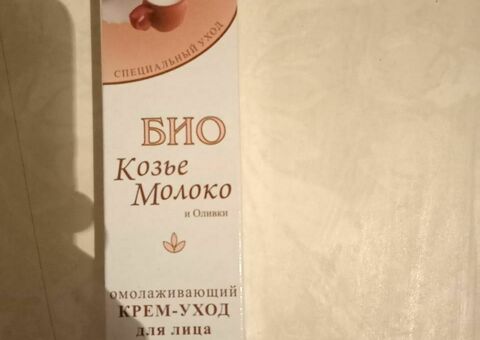 СПЕЦИАЛЬНЫЙ УХОД
БИО
Козье
Молоко
и Оливки
омолаживающий
КРЕМ-УХОД
для лица